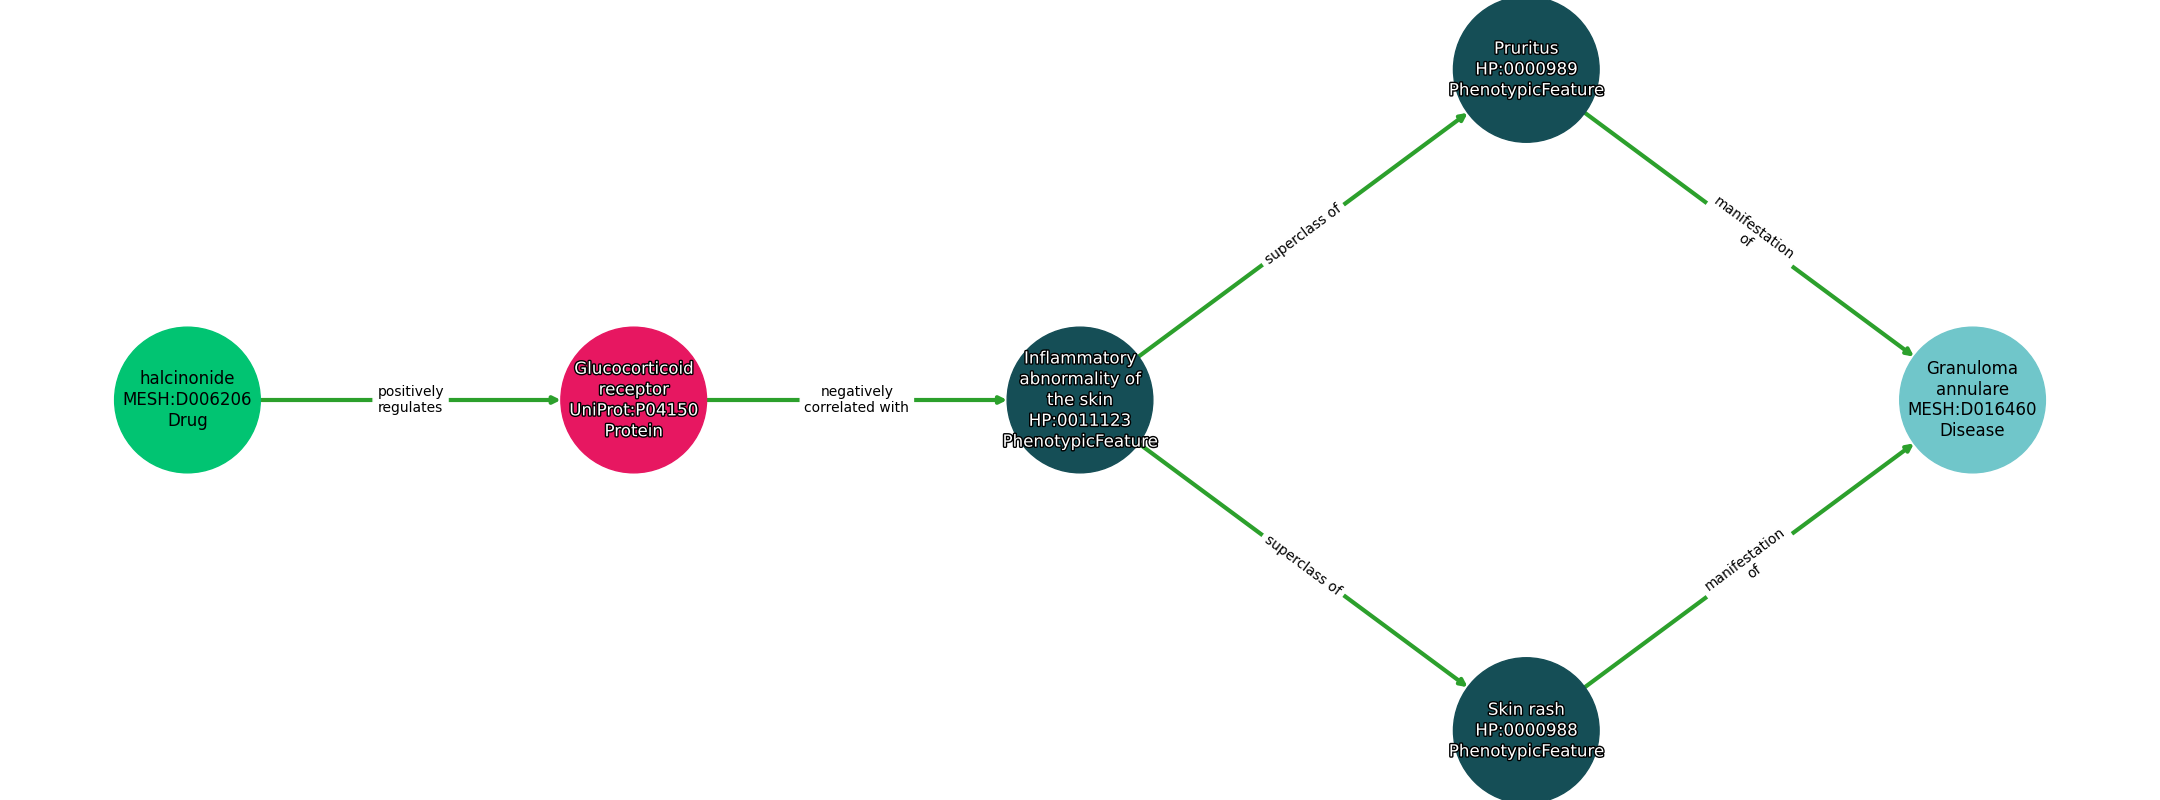 halcinonide
MESH:D006206
Drug
positively
regulates
Glucocorticoid
receptor
UniProt:P04150
Protein
negatively
correlated with
Inflammatory
abnormality of
the skin
HP:0011123
PhenotypicFeature
superclass of
Pruritus
HP:0000989
PhenotypicFeature
manifestation
of
superclass of
Skin rash
HP:0000988
PhenotypicFeature
manifestation
of
Granuloma
annulare
MESH:D016460
Disease